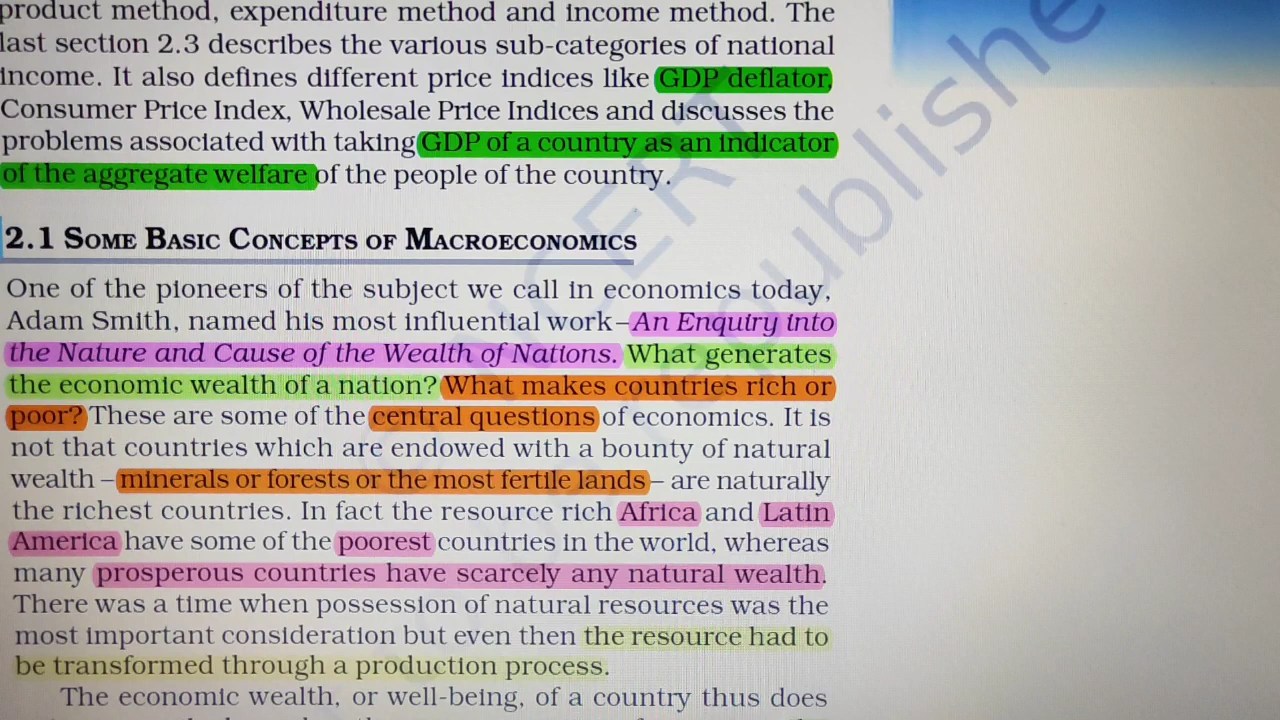 product method, expenditure method and income method. The
last section 2.3 describes the various sub-categories of national
income. It also defines different price indices like GDP deflator,
Consumer Price Index, Wholesale Price Indices and discusses the
problems associated with taking GDP of a country as an indicator
of the aggregate welfare of the people of the country.
2.1 SOME BASIC CONCEPTS OF MACROECONOMICS
One of the pioneers of the subject we call in economics today,
Adam Smith, named his most influential work – An Enquiry into
the Nature and Cause of the Wealth of Nations. What generates
the economic wealth of a nation? What makes countries rich or
poor? These are some of the central questions of economics. It is
not that countries which are endowed with a bounty of natural
wealth – minerals or forests or the most fertile lands – are naturally
the richest countries. In fact the resource rich Africa and Latin
America have some of the poorest countries in the world, whereas
many prosperous countries have scarcely any natural wealth.
There was a time when possession of natural resources was the
most important consideration but even then the resource had to
be transformed through a production process.
The economic wealth, or well-being, of a country thus does
© NCERT
republishe